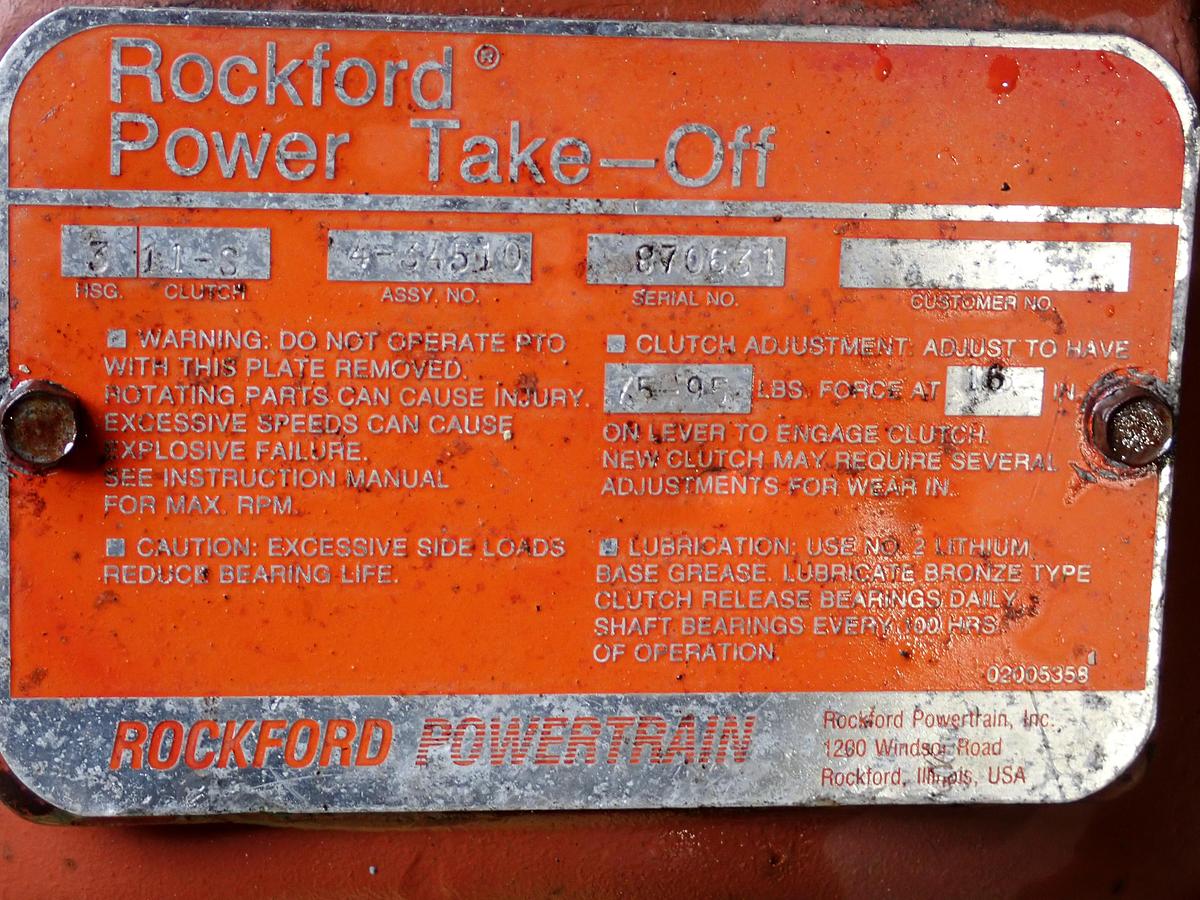 Rockford®
Power Take-Off
3 11-S 4-34510
HSG. CLUTCH ASSY. NO. SERIAL NO. CUSTOMER NO.
WARNING: DO NOT OPERATE PTO
WITH THIS PLATE REMOVED.
ROTATING PARTS CAN CAUSE INJURY.
EXCESSIVE SPEEDS CAN CAUSE
EXPLOSIVE FAILURE.
SEE INSTRUCTION MANUAL
FOR MAX. RPM.
CAUTION: EXCESSIVE SIDE LOADS
REDUCE BEARING LIFE.
CLUTCH ADJUSTMENT: ADJUST TO HAVE
75-95 LBS. FORCE AT 16 IN.
ON LEVER TO ENGAGE CLUTCH.
NEW CLUTCH MAY REQUIRE SEVERAL
ADJUSTMENTS FOR WEAR IN.
LUBRICATION: USE NO. 2 LITHIUM
BASE GREASE. LUBRICATE BRONZE TYPE
CLUTCH RELEASE BEARINGS DAILY.
SHAFT BEARINGS EVERY 100 HRS.
OF OPERATION.
02005358
ROCKFORD POWERTRAIN
Rockford Powertrain, Inc.
1260 Windsor Road
Rockford, Illinois, USA